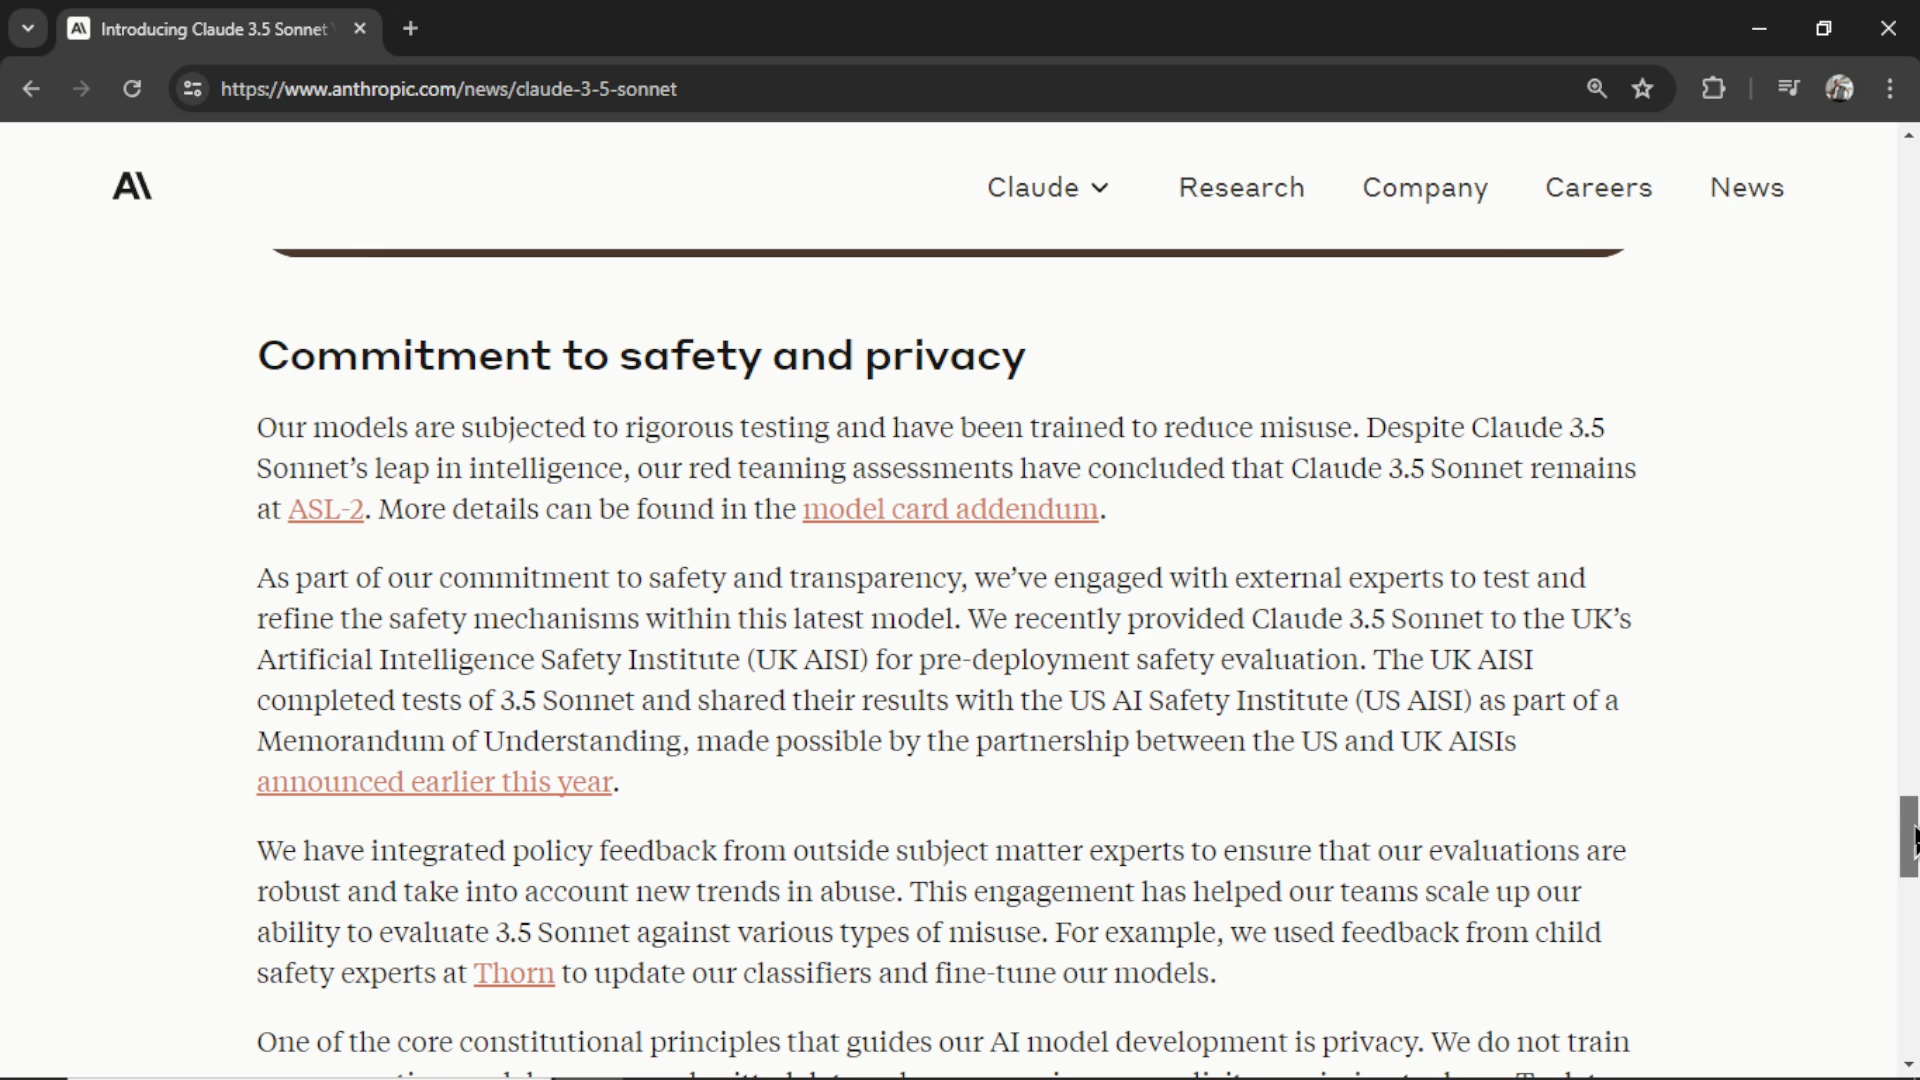 Introducing Claude 3.5 Sonnet
https://www.anthropic.com/news/claude-3-5-sonnet
Claude Research Company Careers News
Commitment to safety and privacy
Our models are subjected to rigorous testing and have been trained to reduce misuse. Despite Claude 3.5
Sonnet’s leap in intelligence, our red teaming assessments have concluded that Claude 3.5 Sonnet remains
at ASL-2. More details can be found in the model card addendum.
As part of our commitment to safety and transparency, we’ve engaged with external experts to test and
refine the safety mechanisms within this latest model. We recently provided Claude 3.5 Sonnet to the UK’s
Artificial Intelligence Safety Institute (UK AISI) for pre-deployment safety evaluation. The UK AISI
completed tests of 3.5 Sonnet and shared their results with the US AI Safety Institute (US AISI) as part of a
Memorandum of Understanding, made possible by the partnership between the US and UK AISIs
announced earlier this year.
We have integrated policy feedback from outside subject matter experts to ensure that our evaluations are
robust and take into account new trends in abuse. This engagement has helped our teams scale up our
ability to evaluate 3.5 Sonnet against various types of misuse. For example, we used feedback from child
safety experts at Thorn to update our classifiers and fine-tune our models.
One of the core constitutional principles that guides our AI model development is privacy. We do not train